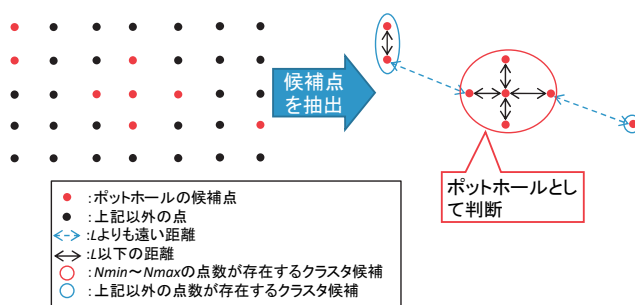 候補点
を抽出
ポットホールとし
て判断
:ポットホールの候補点
:上記以外の点
:Lよりも遠い距離
:L以下の距離
:Nmin～Nmaxの点数が存在するクラスタ候補
:上記以外の点数が存在するクラスタ候補